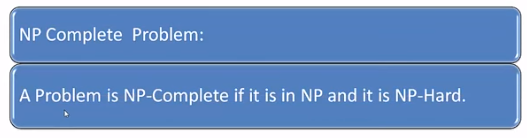 NP Complete Problem:
A Problem is NP-Complete if it is in NP and it is NP-Hard.